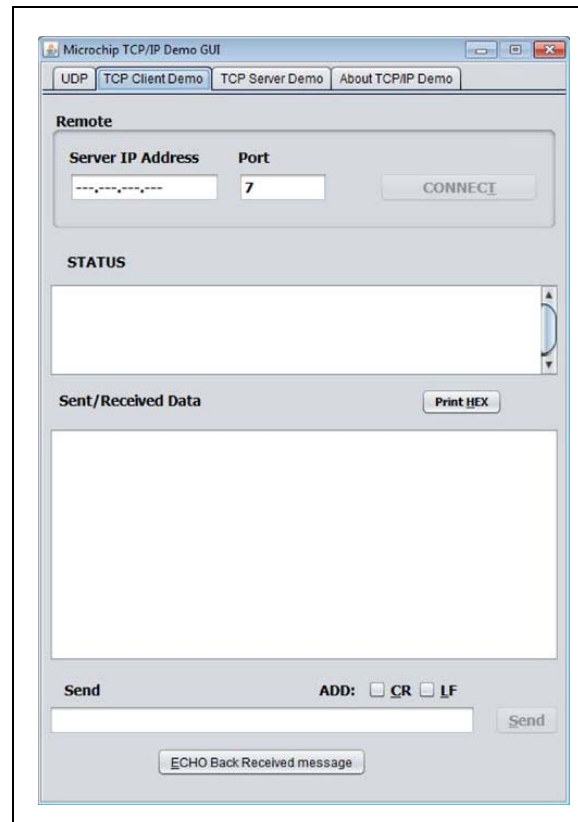 Microchip TCP/IP Demo GUI
UDP TCP Client Demo TCP Server Demo About TCP/IP Demo
Remote
Server IP Address Port
---.---.---.--- 7 CONNECT
STATUS
Sent/Received Data Print HEX
Send ADD: CR LF
Send
ECHO Back Received message